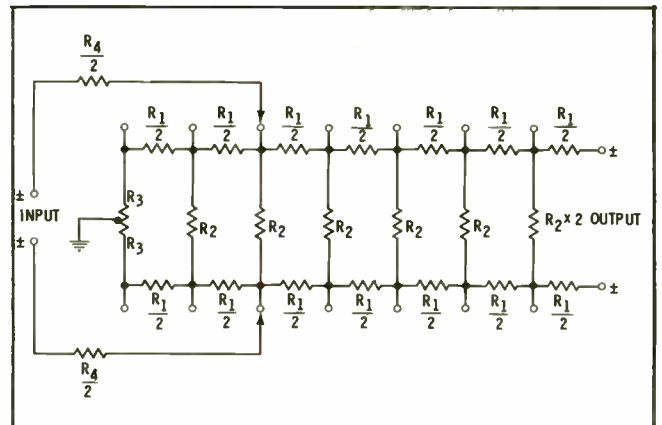 R4/2
R1/2 R1/2 R1/2 R1/2 R1/2 R1/2 R1/2
±
± INPUT ±
R3
R3
R2 R2 R2 R2 R2 R2 × 2 OUTPUT
±
R1/2 R1/2 R1/2 R1/2 R1/2 R1/2 R1/2
R4/2